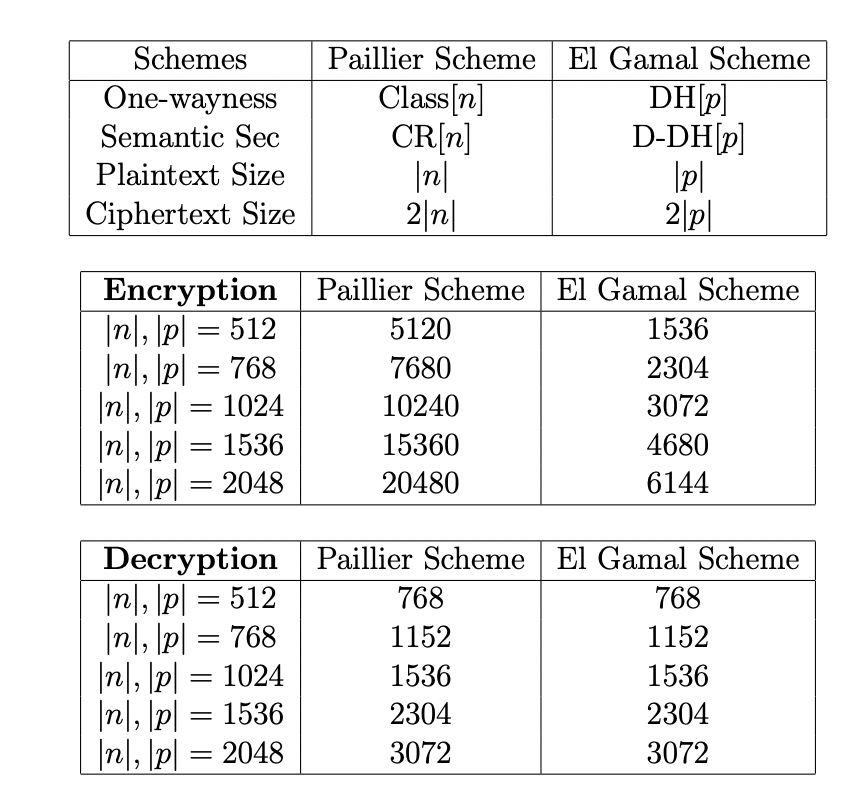 Schemes Paillier Scheme El Gamal Scheme
One-wayness Class[n] DH[p]
Semantic Sec CR[n] D-DH[p]
Plaintext Size |n| |p|
Ciphertext Size 2|n| 2|p|
Encryption Paillier Scheme El Gamal Scheme
|n|, |p| = 512 5120 1536
|n|, |p| = 768 7680 2304
|n|, |p| = 1024 10240 3072
|n|, |p| = 1536 15360 4680
|n|, |p| = 2048 20480 6144
Decryption Paillier Scheme El Gamal Scheme
|n|, |p| = 512 768 768
|n|, |p| = 768 1152 1152
|n|, |p| = 1024 1536 1536
|n|, |p| = 1536 2304 2304
|n|, |p| = 2048 3072 3072